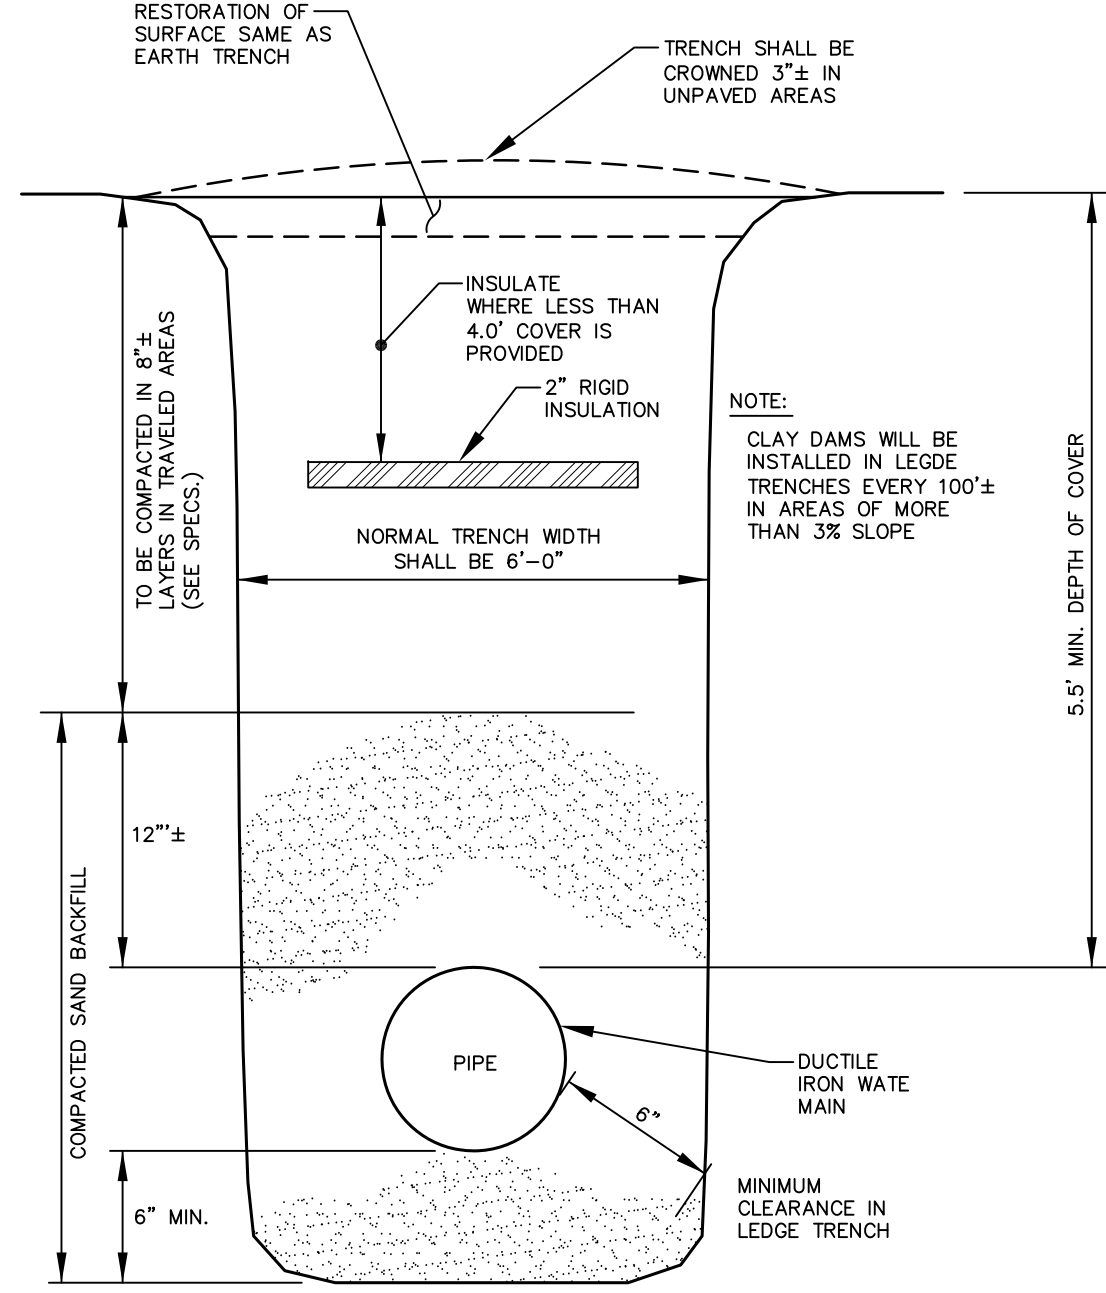 RESTORATION OF
SURFACE SAME AS
EARTH TRENCH
TRENCH SHALL BE
CROWNED 3"± IN
UNPAVED AREAS
INSULATE
WHERE LESS THAN
4.0' COVER IS
PROVIDED
2" RIGID
INSULATION
TO BE COMPACTED IN 8"±
LAYERS IN TRAVELED AREAS
(SEE SPECS.)
NOTE:
CLAY DAMS WILL BE
INSTALLED IN LEGDE
TRENCHES EVERY 100'±
IN AREAS OF MORE
THAN 3% SLOPE
NORMAL TRENCH WIDTH
SHALL BE 6'-0"
5.5' MIN. DEPTH OF COVER
12"'±
COMPACTED SAND BACKFILL
PIPE
DUCTILE
IRON WATE
MAIN
6"
6" MIN.
MINIMUM
CLEARANCE IN
LEDGE TRENCH